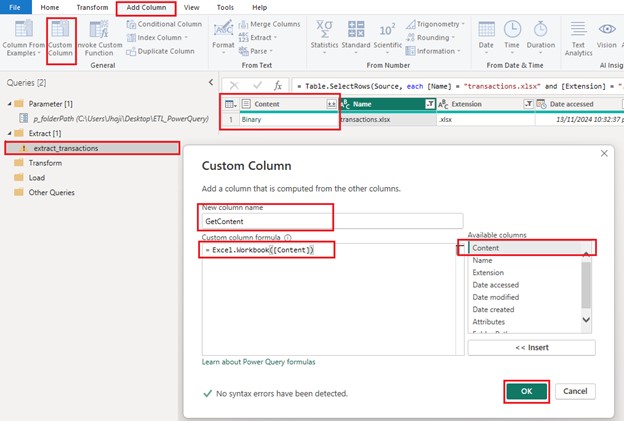 File Home Transform Add Column View Tools Help
Column From Examples
Custom Column
Invoke Custom Function
Conditional Column
Index Column
Duplicate Column
General
Format
Merge Columns
Extract
Parse
From Text
Statistics
Standard
Scientific
Trigonometry
Rounding
Information
From Number
Date
Time
Duration
From Date & Time
Text Analytics
Vision
AI Insig
Queries [2]
= Table.SelectRows(Source, each [Name] = "transactions.xlsx" and [Extension] = ".
Parameter [1]
p_folderPath (C:\Users\Jhaji\Desktop\ETL_PowerQuery)
Extract [1]
extract_transactions
Transform
Load
Other Queries
Content Name Extension Date accessed
1 Binary transactions.xlsx .xlsx 13/11/2024 10:32:37 p
Custom Column
Add a column that is computed from the other columns.
New column name
GetContent
Custom column formula
= Excel.Workbook([Content])
Available columns
Content
Name
Extension
Date accessed
Date modified
Date created
Attributes
<< Insert
Learn about Power Query formulas
No syntax errors have been detected.
OK
Cancel